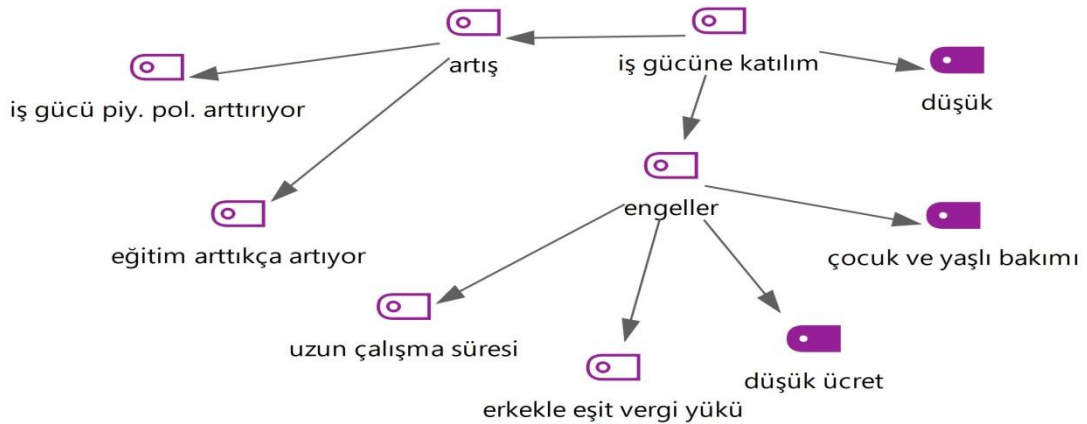 artış
iş gücüne katılım
iş gücü piy. pol. arttırıyor
düşük
engeller
eğitim arttıkça artıyor
çocuk ve yaşlı bakımı
uzun çalışma süresi
düşük ücret
erkekle eşit vergi yükü